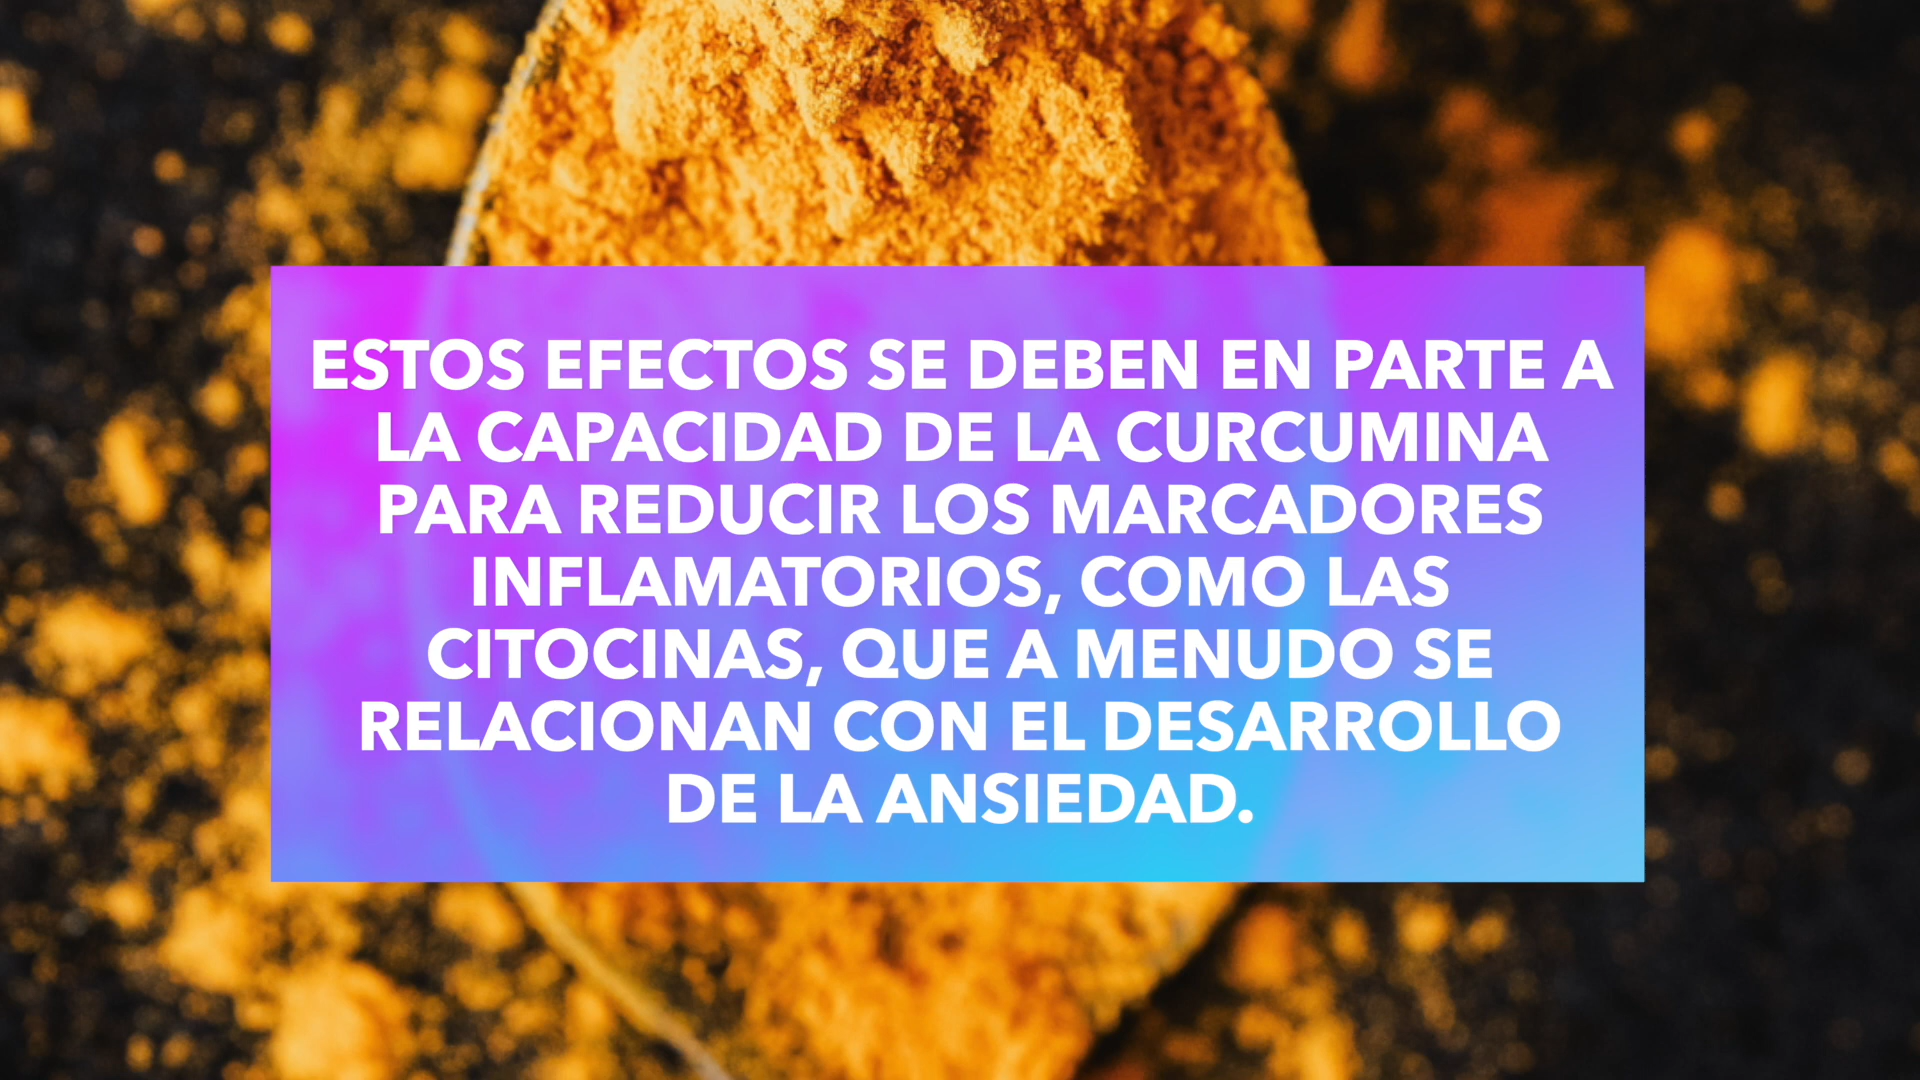 ESTOS EFECTOS SE DEBEN EN PARTE A
LA CAPACIDAD DE LA CURCUMINA
PARA REDUCIR LOS MARCADORES
INFLAMATORIOS, COMO LAS
CITOCINAS, QUE A MENUDO SE
RELACIONAN CON EL DESARROLLO
DE LA ANSIEDAD.